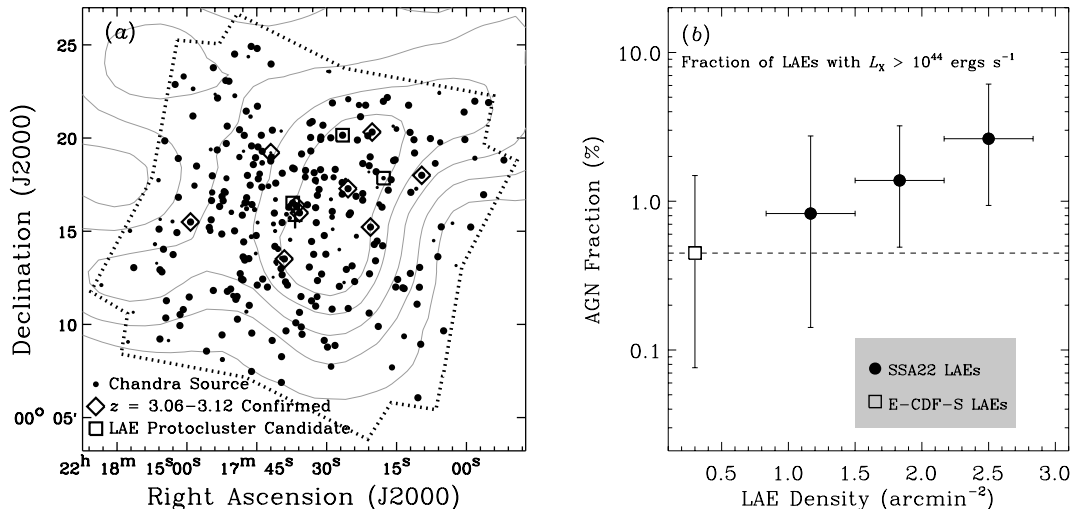 (a)
25
20
15
10
00° 05'
Declination (J2000)
Chandra Source
z = 3.06–3.12 Confirmed
LAE Protocluster Candidate
22ʰ 18ᵐ 15ˢ 00ˢ 17ᵐ 45ˢ 30ˢ 15ˢ 00ˢ
Right Ascension (J2000)
(b)
Fraction of LAEs with Lx > 10⁴⁴ ergs s⁻¹
10.0
1.0
0.1
AGN Fraction (%)
SSA22 LAEs
E–CDF–S LAEs
0.5 1.0 1.5 2.0 2.5 3.0
LAE Density (arcmin⁻²)